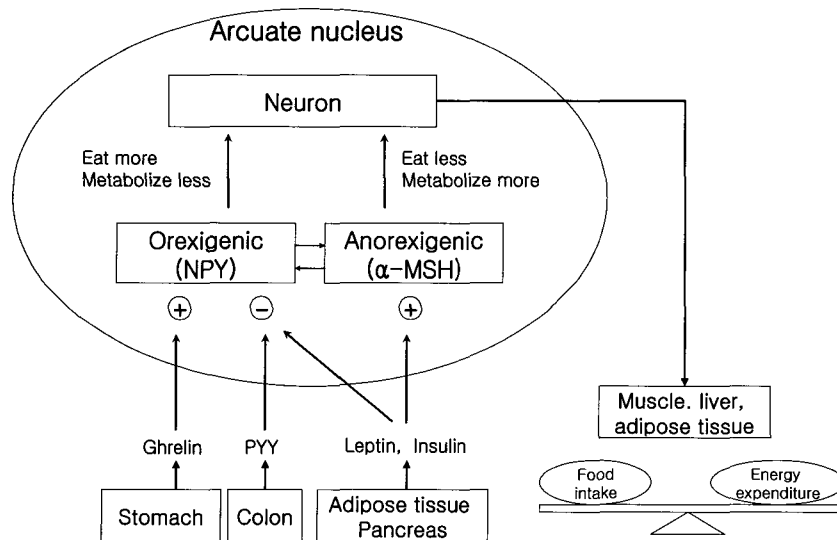 Arcuate nucleus
Neuron
Eat more
Metabolize less
Eat less
Metabolize more
Orexigenic
(NPY)
Anorexigenic
(α-MSH)
+
−
+
Ghrelin
PYY
Leptin, Insulin
Stomach
Colon
Adipose tissue
Pancreas
Muscle. liver,
adipose tissue
Food
intake
Energy
expenditure